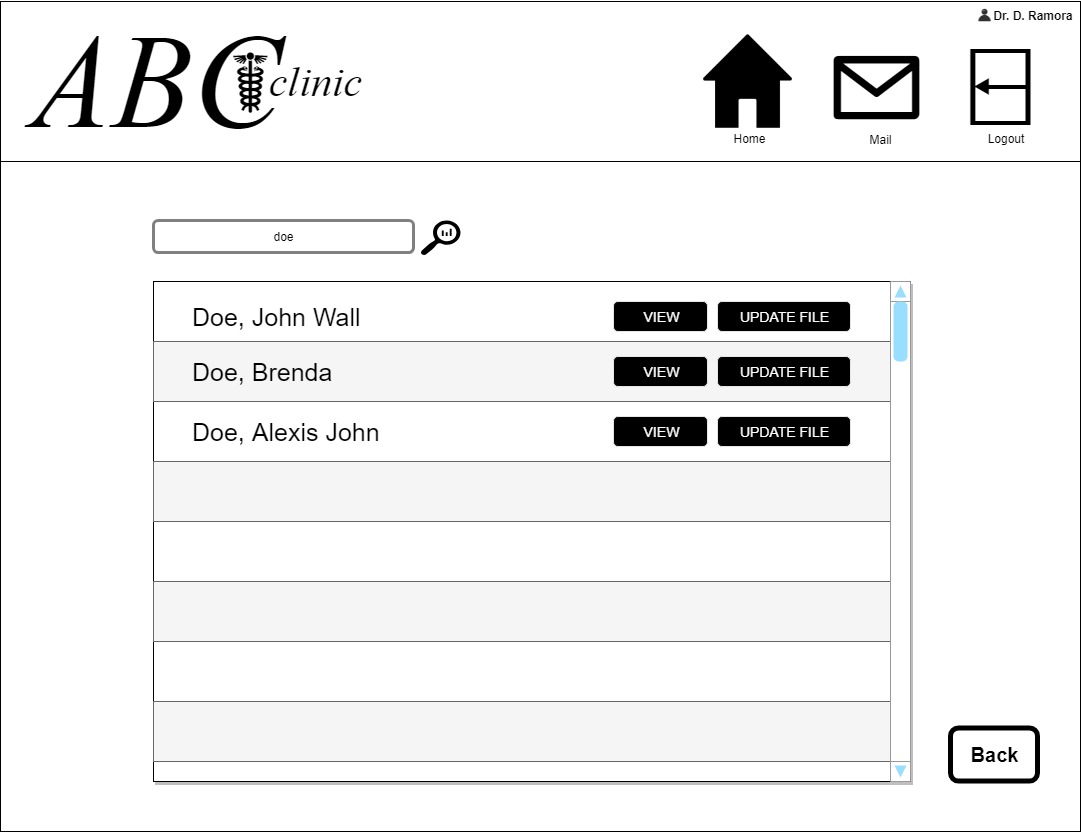 Dr. D. Ramora
ABC clinic
Home
Mail
Logout
doe
Doe, John Wall VIEW UPDATE FILE
Doe, Brenda VIEW UPDATE FILE
Doe, Alexis John VIEW UPDATE FILE
Back